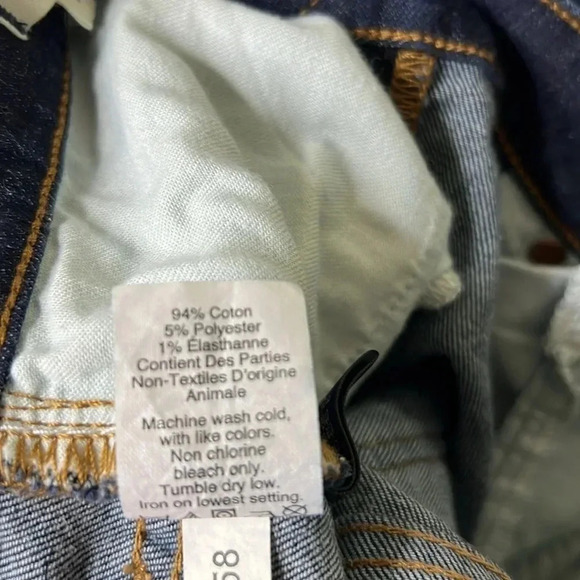 94% Coton
5% Polyester
1% Élasthanne
Contient Des Parties
Non-Textiles D'origine
Animale
Machine wash cold,
with like colors.
Non chlorine
bleach only.
Tumble dry low.
Iron on lowest setting.
58